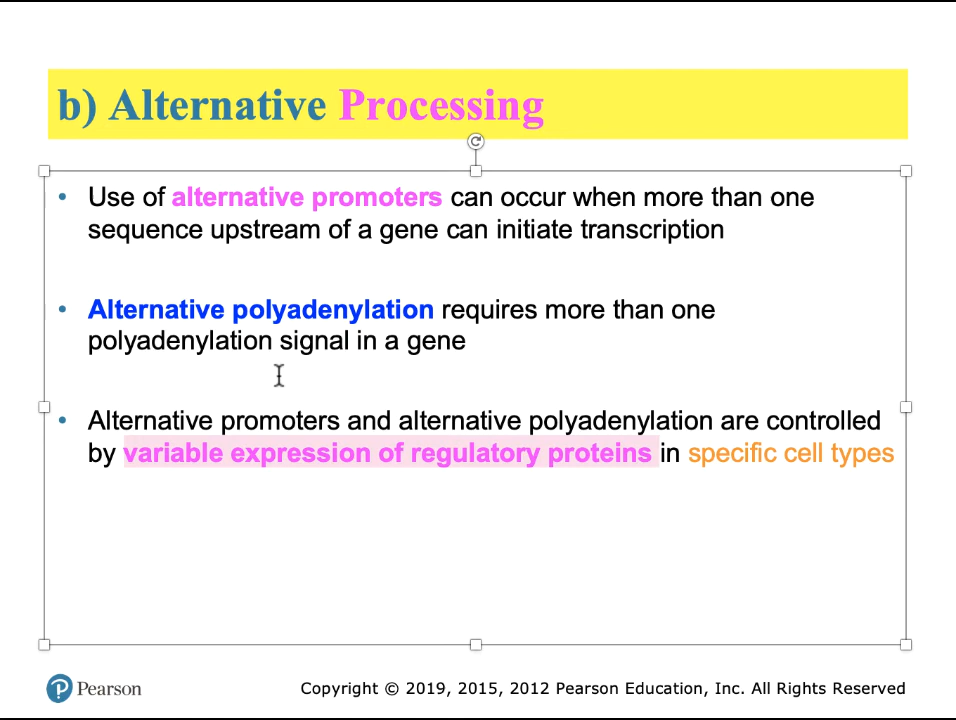 b) Alternative Processing
• Use of alternative promoters can occur when more than one
sequence upstream of a gene can initiate transcription
• Alternative polyadenylation requires more than one
polyadenylation signal in a gene
• Alternative promoters and alternative polyadenylation are controlled
by variable expression of regulatory proteins in specific cell types
P Pearson
Copyright © 2019, 2015, 2012 Pearson Education, Inc. All Rights Reserved